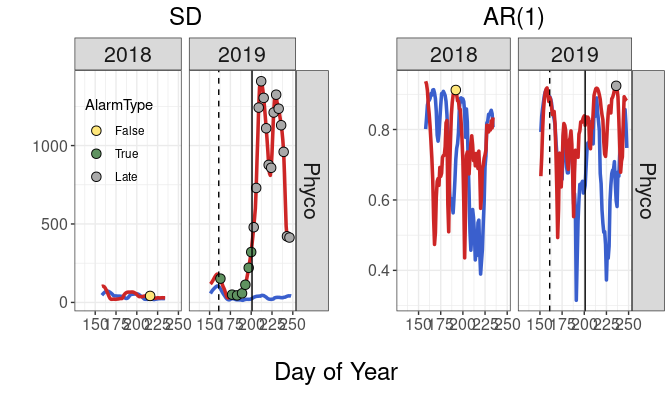 SD
AR(1)
2018
2019
2018
2019
AlarmType
False
True
Late
1000
500
0
0.8
0.6
0.4
Phyco
Phyco
150 175 200 225 250
150 175 200 225 250
150 175 200 225 250
150 175 200 225 250
Day of Year